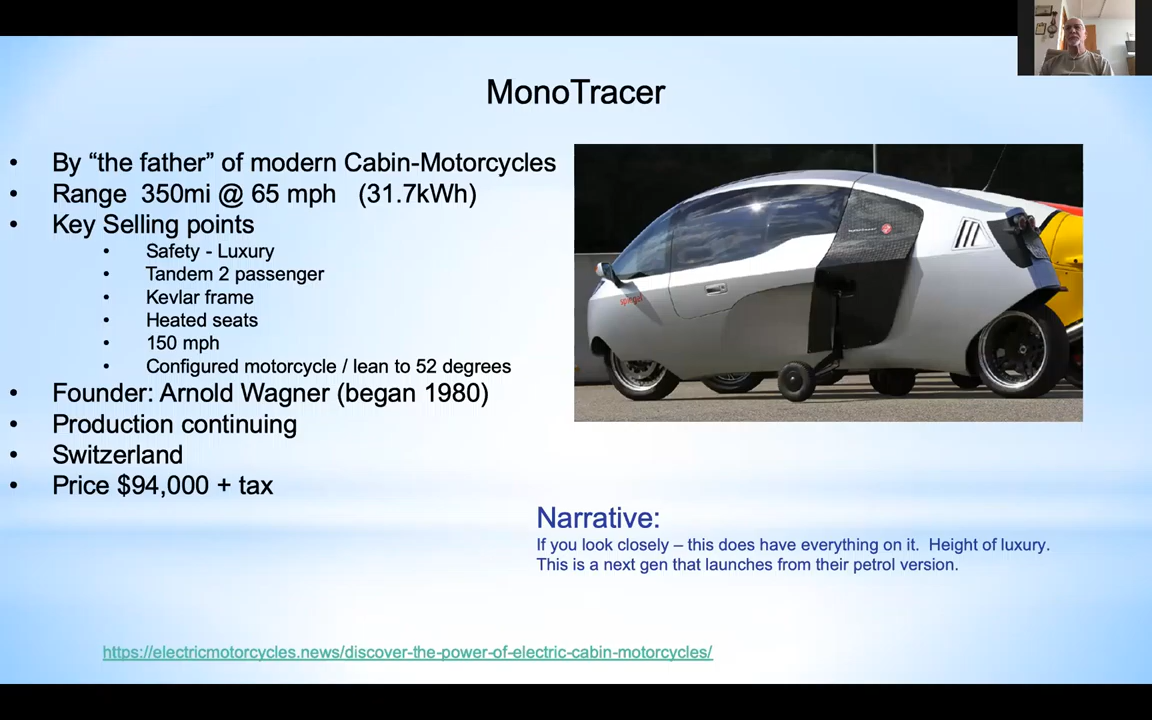 MonoTracer
• By “the father” of modern Cabin-Motorcycles
• Range 350mi @ 65 mph (31.7kWh)
• Key Selling points
• Safety - Luxury
• Tandem 2 passenger
• Kevlar frame
• Heated seats
• 150 mph
• Configured motorcycle / lean to 52 degrees
• Founder: Arnold Wagner (began 1980)
• Production continuing
• Switzerland
• Price $94,000 + tax
Narrative:
If you look closely – this does have everything on it. Height of luxury.
This is a next gen that launches from their petrol version.
https://electricmotorcycles.news/discover-the-power-of-electric-cabin-motorcycles/